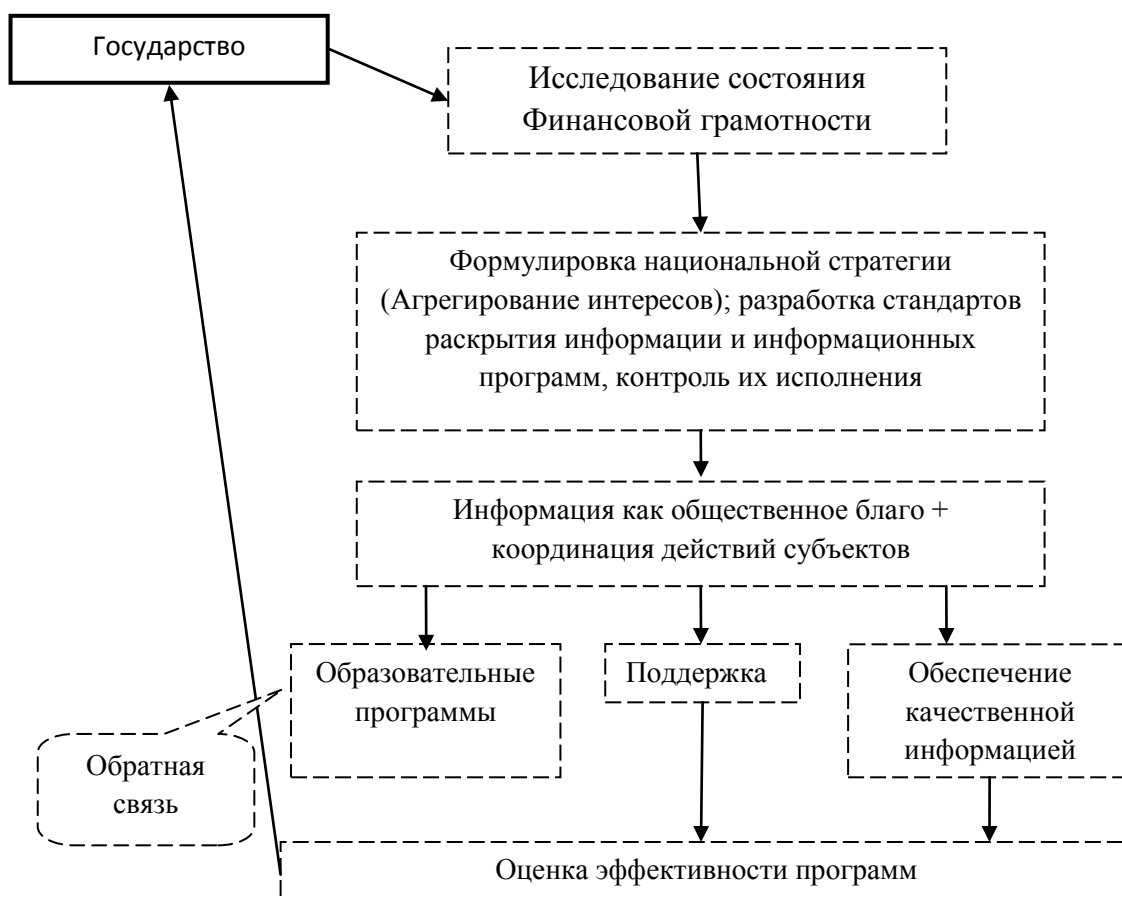 Государство
Исследование состояния
Финансовой грамотности
Формулировка национальной стратегии
(Агрегирование интересов); разработка стандартов
раскрытия информации и информационных
программ, контроль их исполнения
Информация как общественное благо +
координация действий субъектов
Образовательные
программы
Поддержка
Обеспечение
качественной
информацией
Обратная
связь
Оценка эффективности программ